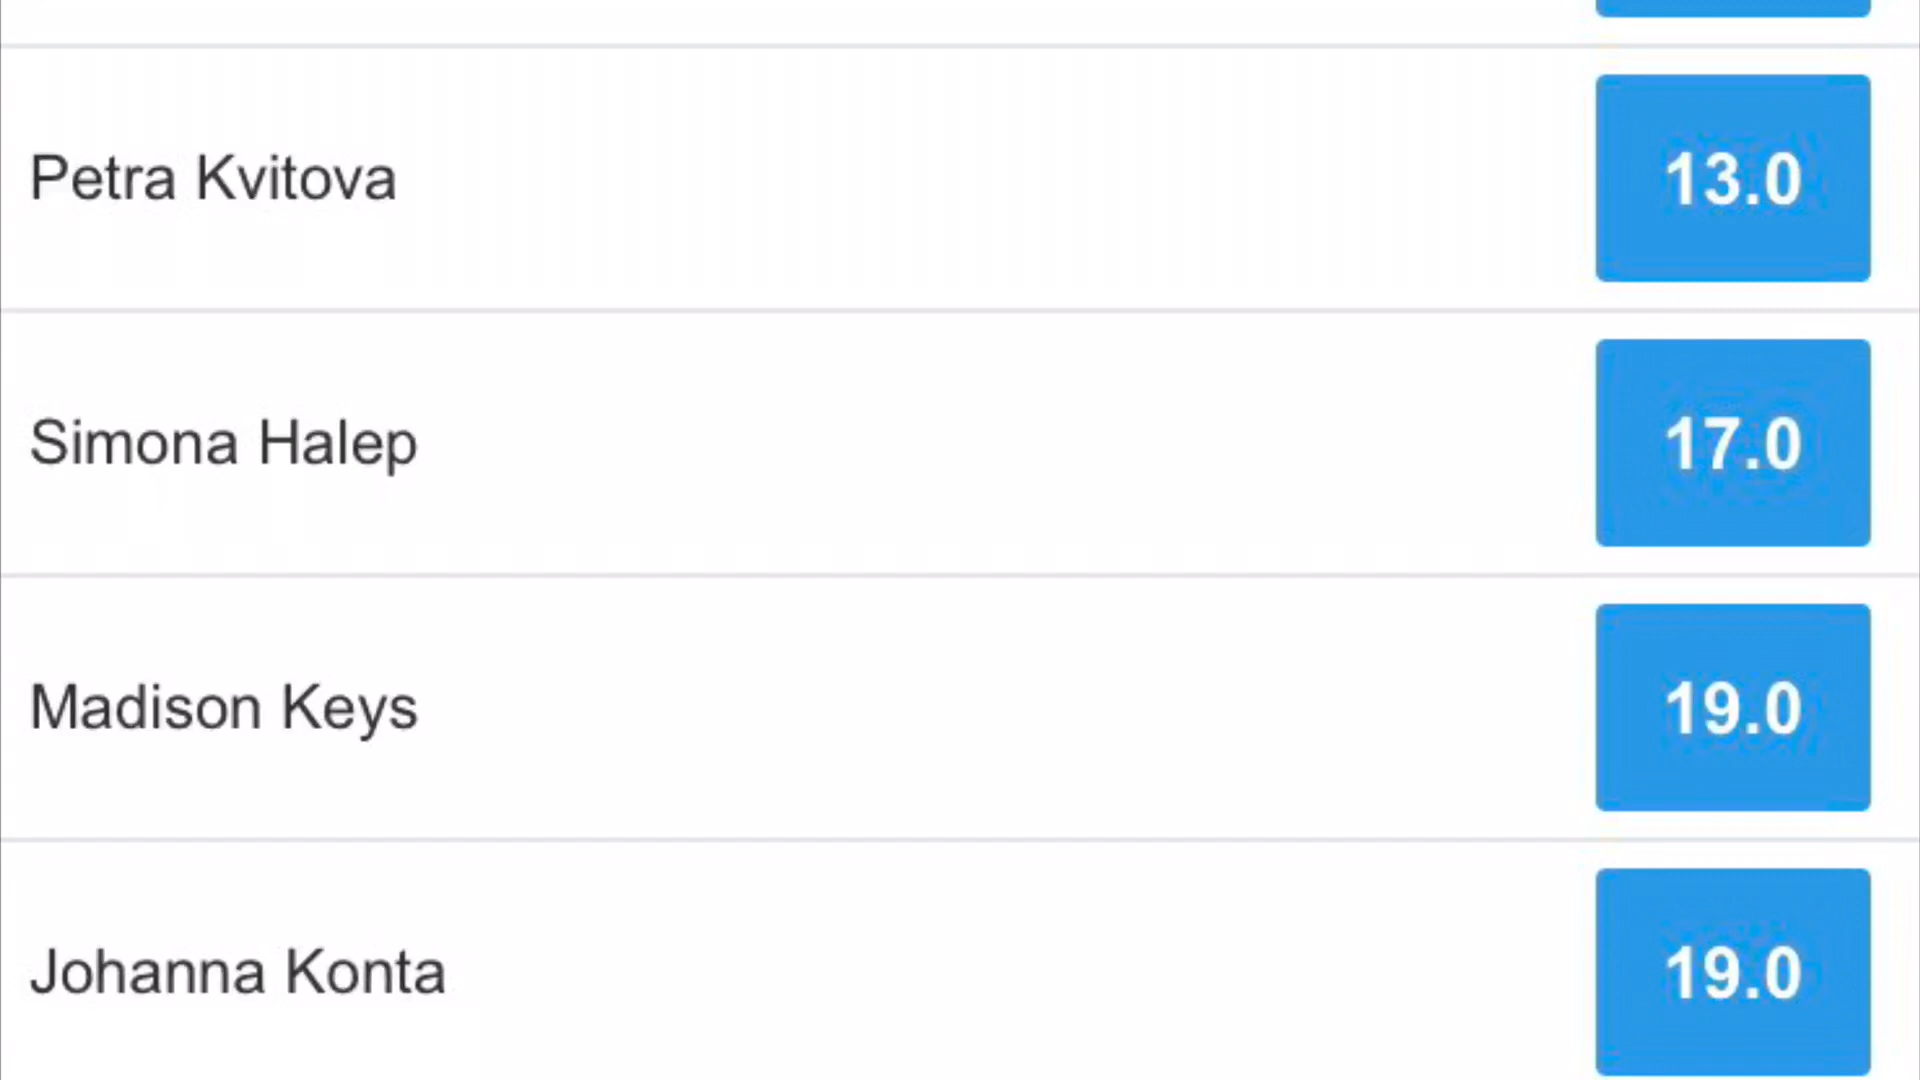 Petra Kvitova 13.0
Simona Halep 17.0
Madison Keys 19.0
Johanna Konta 19.0